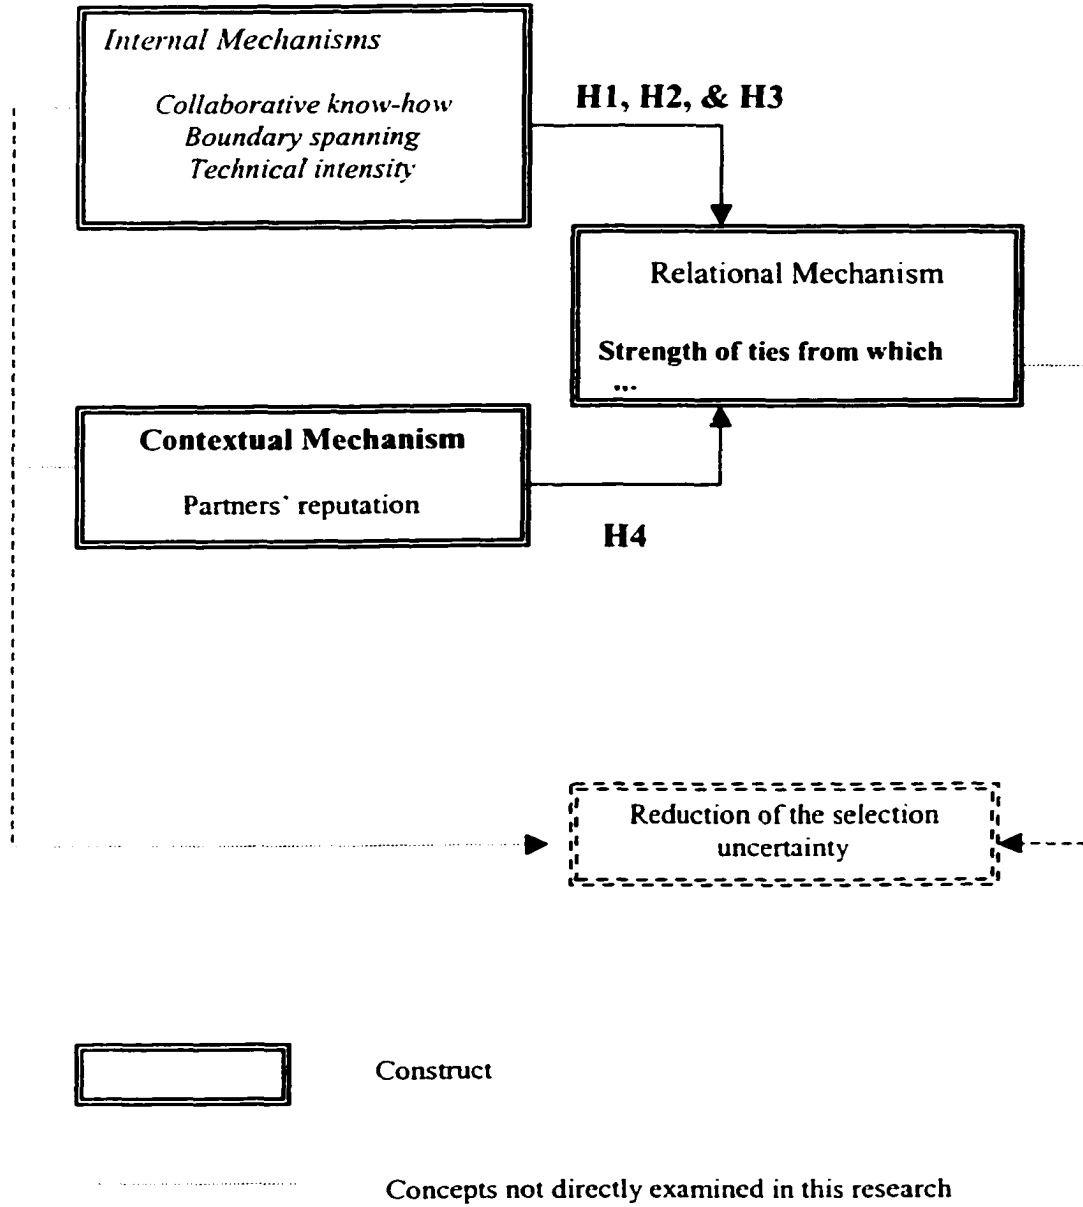 Internal Mechanisms
Collaborative know-how
Boundary spanning
Technical intensity
H1, H2, & H3
Relational Mechanism
Strength of ties from which
...
Contextual Mechanism
Partners' reputation
H4
Reduction of the selection
uncertainty
Construct
Concepts not directly examined in this research